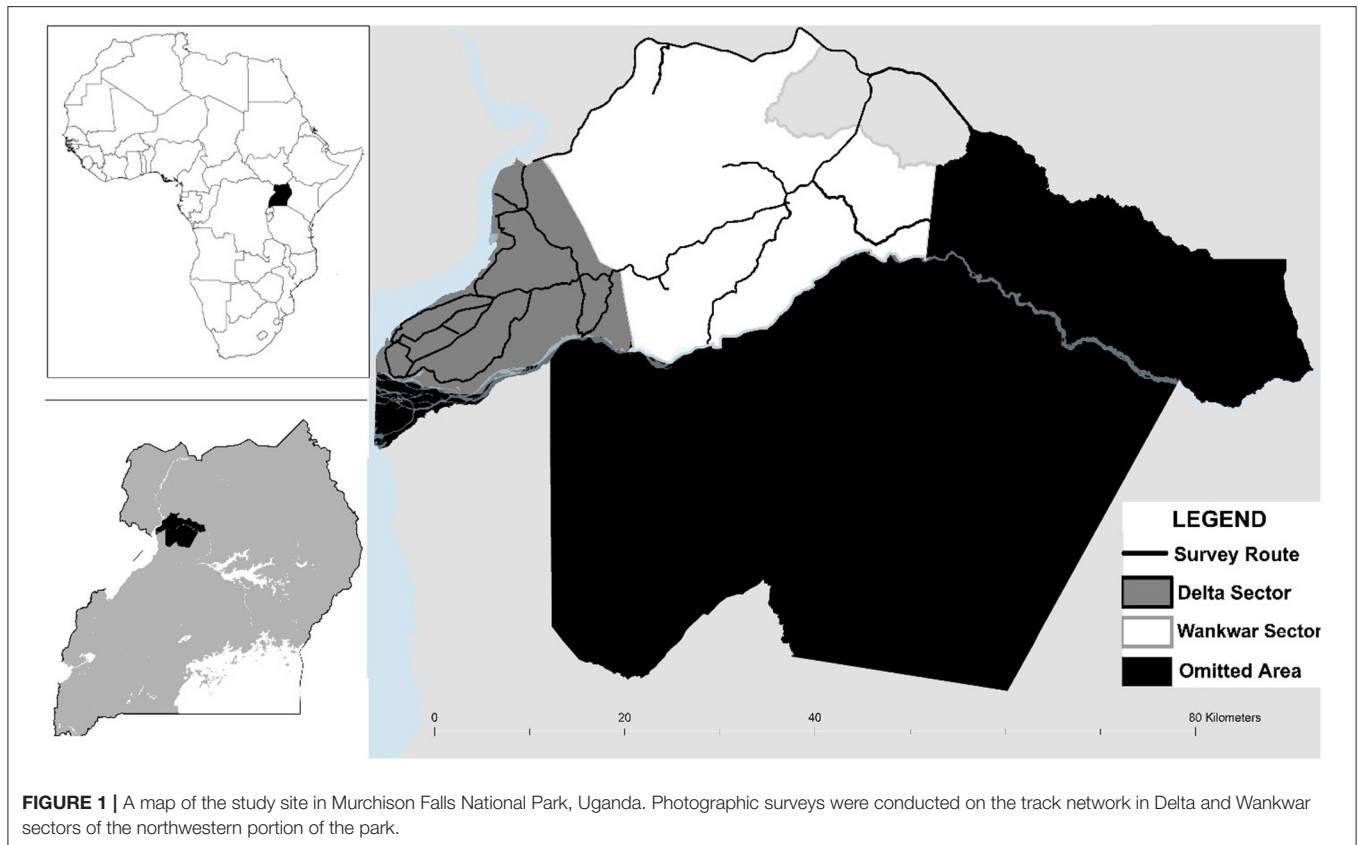 LEGEND
Survey Route
Delta Sector
Wankwar Sector
Omitted Area
0 20 40 80 Kilometers
FIGURE 1 | A map of the study site in Murchison Falls National Park, Uganda. Photographic surveys were conducted on the track network in Delta and Wankwar
sectors of the northwestern portion of the park.